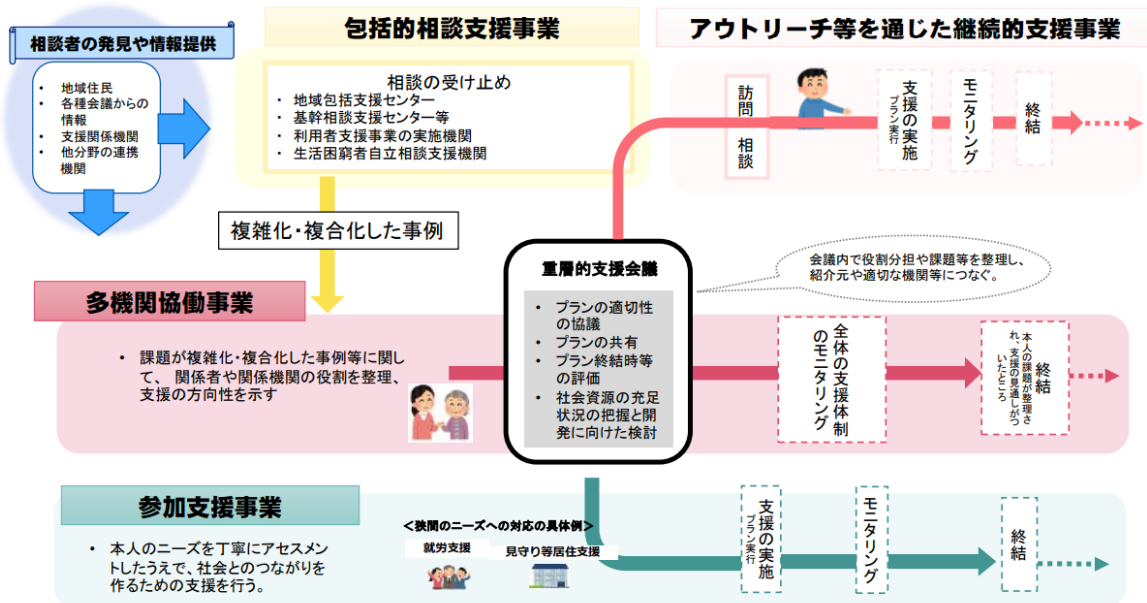 相談者の発見や情報提供
・ 地域住民
・ 各種会議からの
情報
・ 支援関係機関
・ 他分野の連携
機関
包括的相談支援事業
相談の受け止め
・ 地域包括支援センター
・ 基幹相談支援センター等
・ 利用者支援事業の実施機関
・ 生活困窮者自立相談支援機関
アウトリーチ等を通じた継続的支援事業
訪問・相談
支援の実施
プラン実行
モニタリング
終結
複雑化・複合化した事例
重層的支援会議
・ プランの適切性
の協議
・ プランの共有
・ プラン終結時等
の評価
・ 社会資源の充足
状況の把握と開
発に向けた検討
会議内で役割分担や課題等を整理し、
紹介元や適切な機関等につなぐ。
多機関協働事業
・ 課題が複雑化・複合化した事例等に関し
て、 関係者や関係機関の役割を整理、
支援の方向性を示す
全体の支援体制
のモニタリング
終結
本人の課題が整理さ
れ、支援の見通しがつ
いたところ
参加支援事業
・ 本人のニーズを丁寧にアセスメン
トしたうえで、社会とのつながりを
作るための支援を行う。
＜狭間のニーズへの対応の具体例＞
就労支援
見守り等居住支援
支援の実施
プラン実行
モニタリング
終結